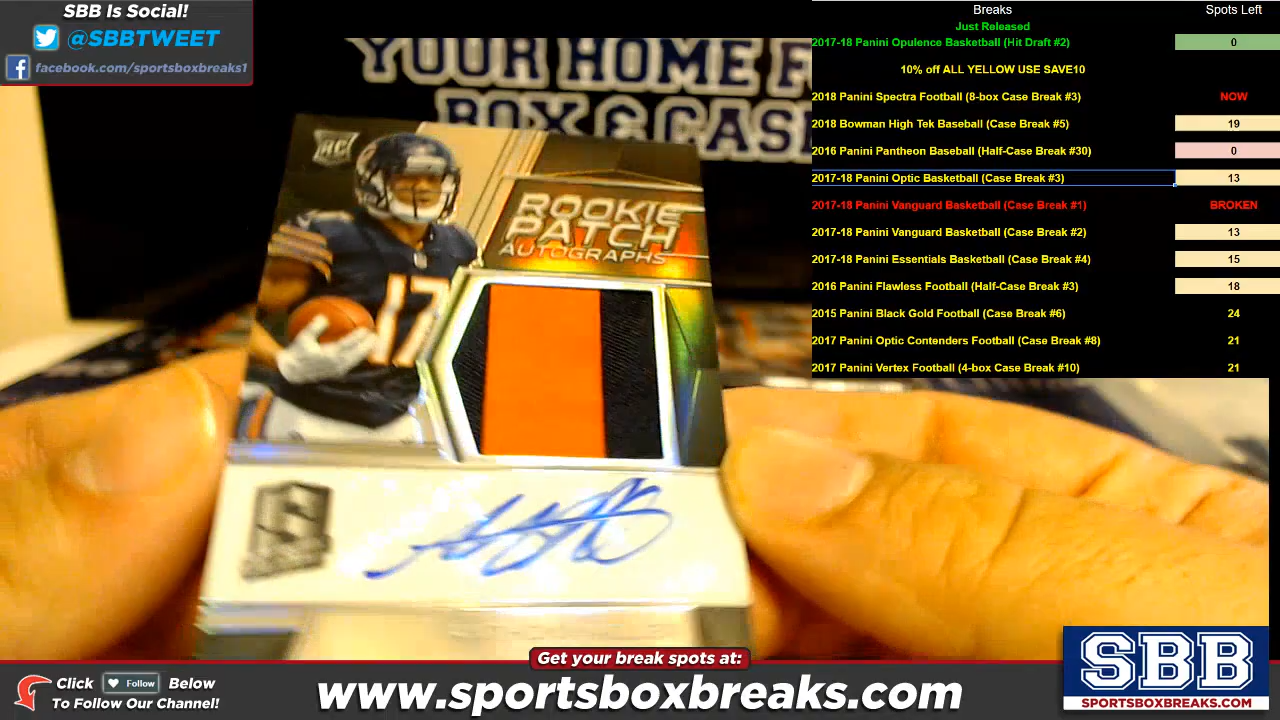 SBB Is Social!
@SBBTWEET
facebook.com/sportsboxbreaks1
YOUR HOME F
BOX & CASE
RC
ROOKIE
PATCH
AUTOGRAPHS
17
Breaks Spots Left
Just Released
2017-18 Panini Opulence Basketball (Hit Draft #2) 0
10% off ALL YELLOW USE SAVE10
2018 Panini Spectra Football (8-box Case Break #3) NOW
2018 Bowman High Tek Baseball (Case Break #5) 19
2016 Panini Pantheon Baseball (Half-Case Break #30) 0
2017-18 Panini Optic Basketball (Case Break #3) 13
2017-18 Panini Vanguard Basketball (Case Break #1) BROKEN
2017-18 Panini Vanguard Basketball (Case Break #2) 13
2017-18 Panini Essentials Basketball (Case Break #4) 15
2016 Panini Flawless Football (Half-Case Break #3) 18
2015 Panini Black Gold Football (Case Break #6) 24
2017 Panini Optic Contenders Football (Case Break #8) 21
2017 Panini Vertex Football (4-box Case Break #10) 21
Get your break spots at:
www.sportsboxbreaks.com
Click Follow Below
To Follow Our Channel!
SBB
SPORTSBOXBREAKS.COM